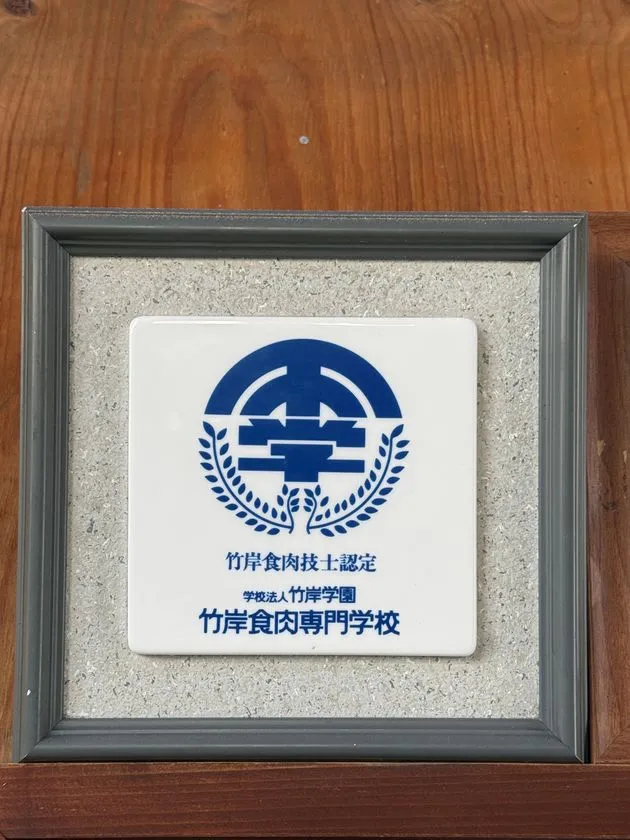 竹岸食肉技士認定
学校法人竹岸学園
竹岸食肉専門学校